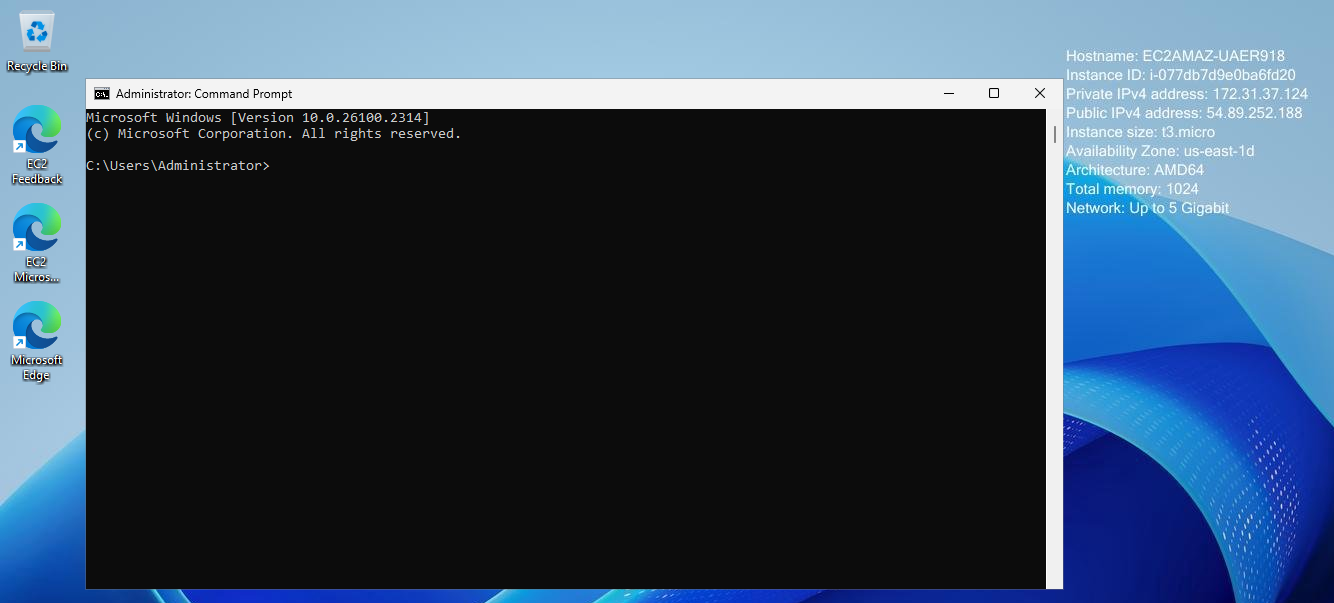 Recycle Bin
EC2
Feedback
EC2
Micros...
Microsoft
Edge
Administrator: Command Prompt
Microsoft Windows [Version 10.0.26100.2314]
(c) Microsoft Corporation. All rights reserved.
C:\Users\Administrator>
Hostname: EC2AMAZ-UAER918
Instance ID: i-077db7d9e0ba6fd20
Private IPv4 address: 172.31.37.124
Public IPv4 address: 54.89.252.188
Instance size: t3.micro
Availability Zone: us-east-1d
Architecture: AMD64
Total memory: 1024
Network: Up to 5 Gigabit